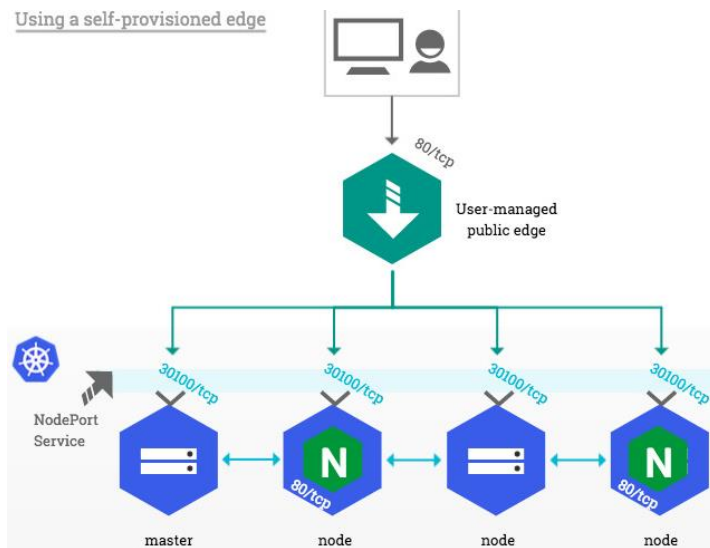 Using a self-provisioned edge
80/tcp
User-managed
public edge
30100/tcp
30100/tcp
30100/tcp
30100/tcp
NodePort
Service
N
80/tcp
N
80/tcp
master
node
node
node